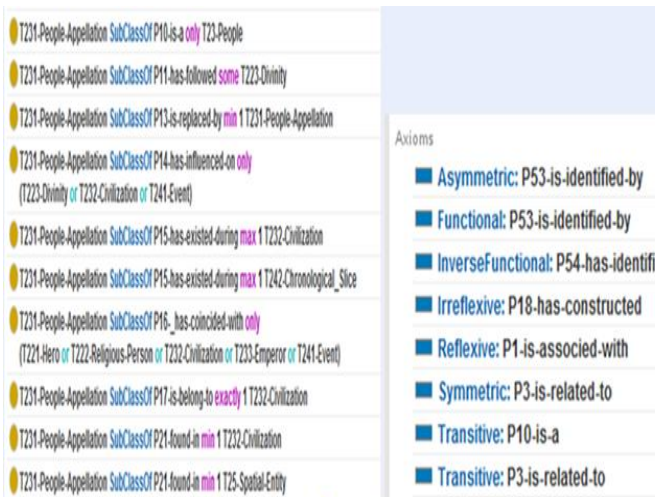 T231-People-Appellation SubClassOf P10-is-a only T23-People
T231-People-Appellation SubClassOf P11-has-followed some T223-Divinity
T231-People-Appellation SubClassOf P13-is-replaced-by min 1 T231-People-Appellation
T231-People-Appellation SubClassOf P14-has-influenced-on only
(T223-Divinity or T232-Civilization or T241-Event)
T231-People-Appellation SubClassOf P15-has-existed-during max 1 T232-Civilization
T231-People-Appellation SubClassOf P15-has-existed-during max 1 T242-Chronological_Slice
T231-People-Appellation SubClassOf P16-_has-coincided-with only
(T221-Hero or T222-Religious-Person or T232-Civilization or T233-Emperor or T241-Event)
T231-People-Appellation SubClassOf P17-is-belong-to exactly 1 T232-Civilization
T231-People-Appellation SubClassOf P21-found-in min 1 T232-Civilization
T231-People-Appellation SubClassOf P21-found-in min 1 T25-Spatial-Entity
Axioms
Asymmetric: P53-is-identified-by
Functional: P53-is-identified-by
InverseFunctional: P54-has-identifi
Irreflexive: P18-has-constructed
Reflexive: P1-is-associed-with
Symmetric: P3-is-related-to
Transitive: P10-is-a
Transitive: P3-is-related-to